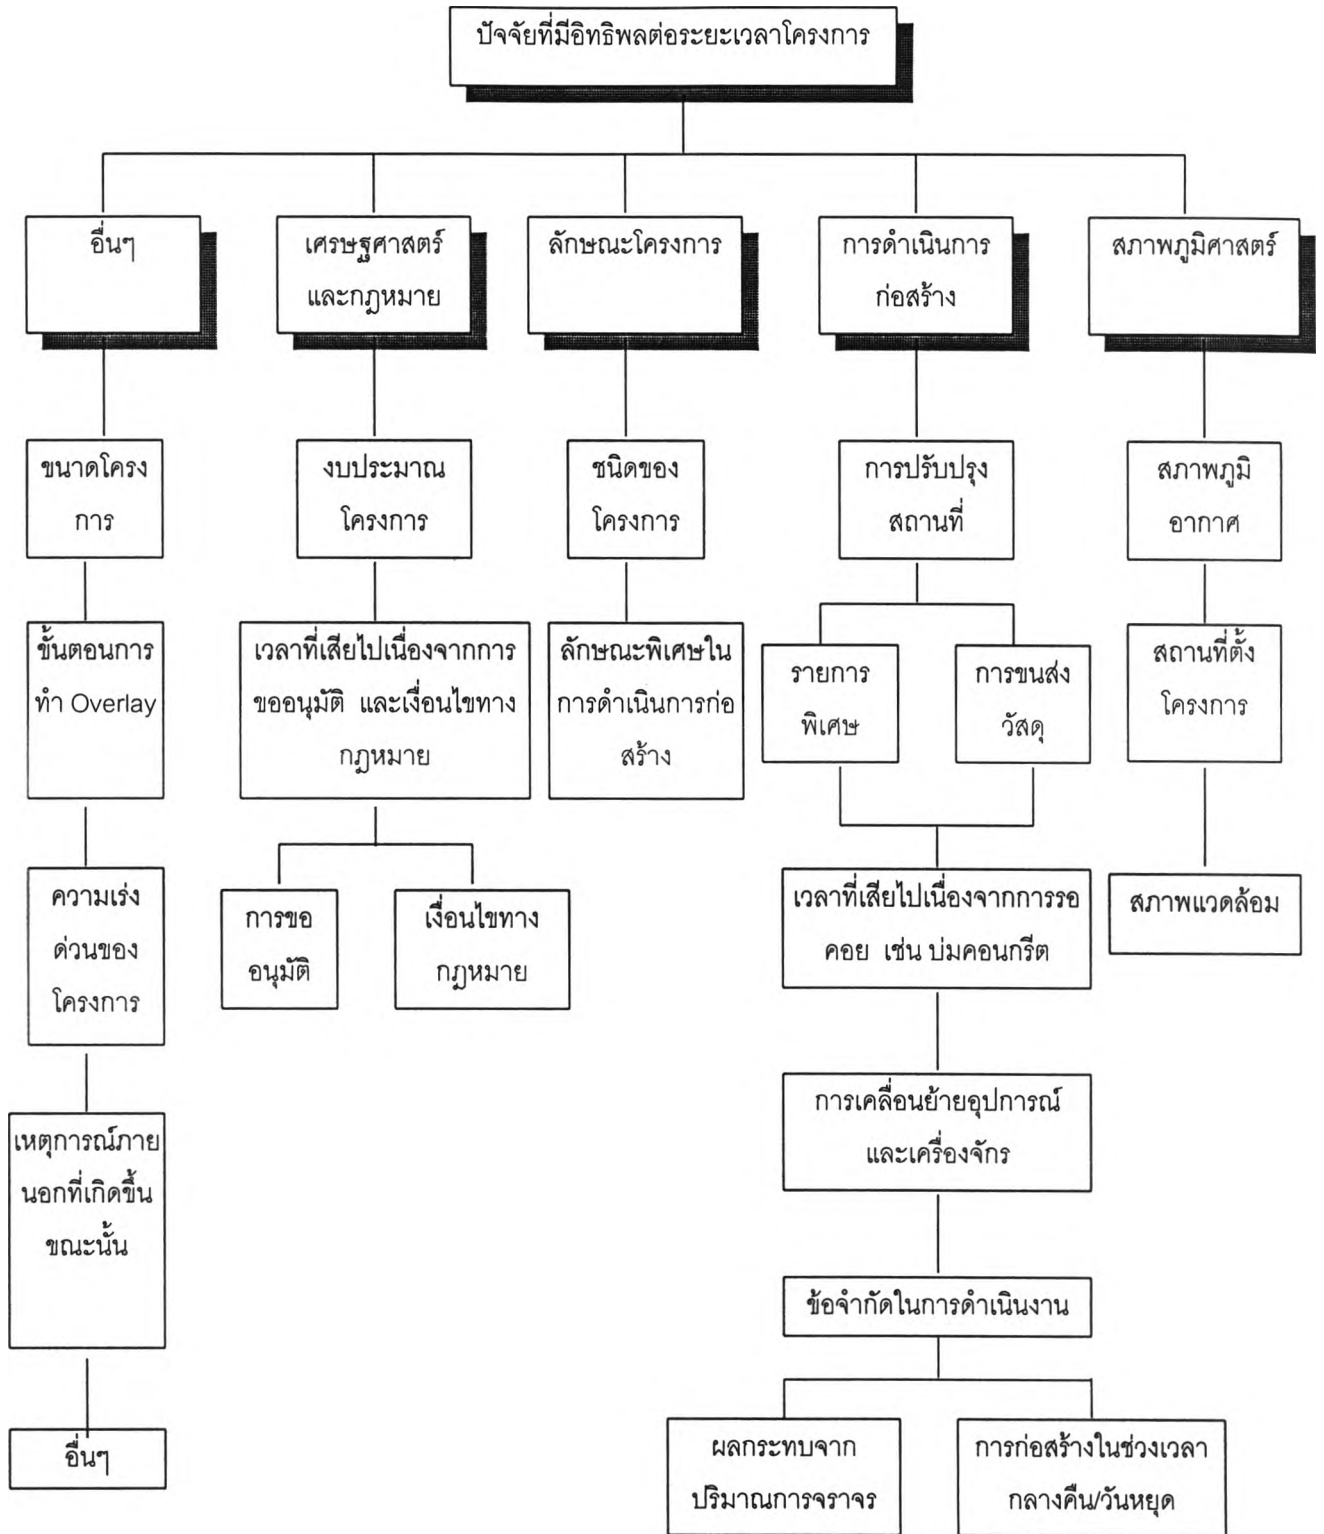 ปัจจัยที่มีอิทธิพลต่อระยะเวลาโครงการ
อื่นๆ
เศรษฐศาสตร์
และกฎหมาย
ลักษณะโครงการ
การดำเนินการ
ก่อสร้าง
สภาพภูมิศาสตร์
ขนาดโครง
การ
งบประมาณ
โครงการ
ชนิดของ
โครงการ
การปรับปรุง
สถานที่
สภาพภูมิ
อากาศ
ขั้นตอนการ
ทำ Overlay
เวลาที่เสียไปเนื่องจากการ
ขออนุมัติ และเงื่อนไขทาง
กฎหมาย
ลักษณะพิเศษใน
การดำเนินการก่อ
สร้าง
รายการ
พิเศษ
การขนส่ง
วัสดุ
สถานที่ตั้ง
โครงการ
ความเร่ง
ด่วนของ
โครงการ
การขอ
อนุมัติ
เงื่อนไขทาง
กฎหมาย
เวลาที่เสียไปเนื่องจากการรอ
คอย เช่น บ่มคอนกรีต
สภาพแวดล้อม
เหตุการณ์ภาย
นอกที่เกิดขึ้น
ขณะนั้น
การเคลื่อนย้ายอุปการณ์
และเครื่องจักร
ข้อจำกัดในการดำเนินงาน
อื่นๆ
ผลกระทบจาก
ปริมาณการจราจร
การก่อสร้างในช่วงเวลา
กลางคืน/วันหยุด